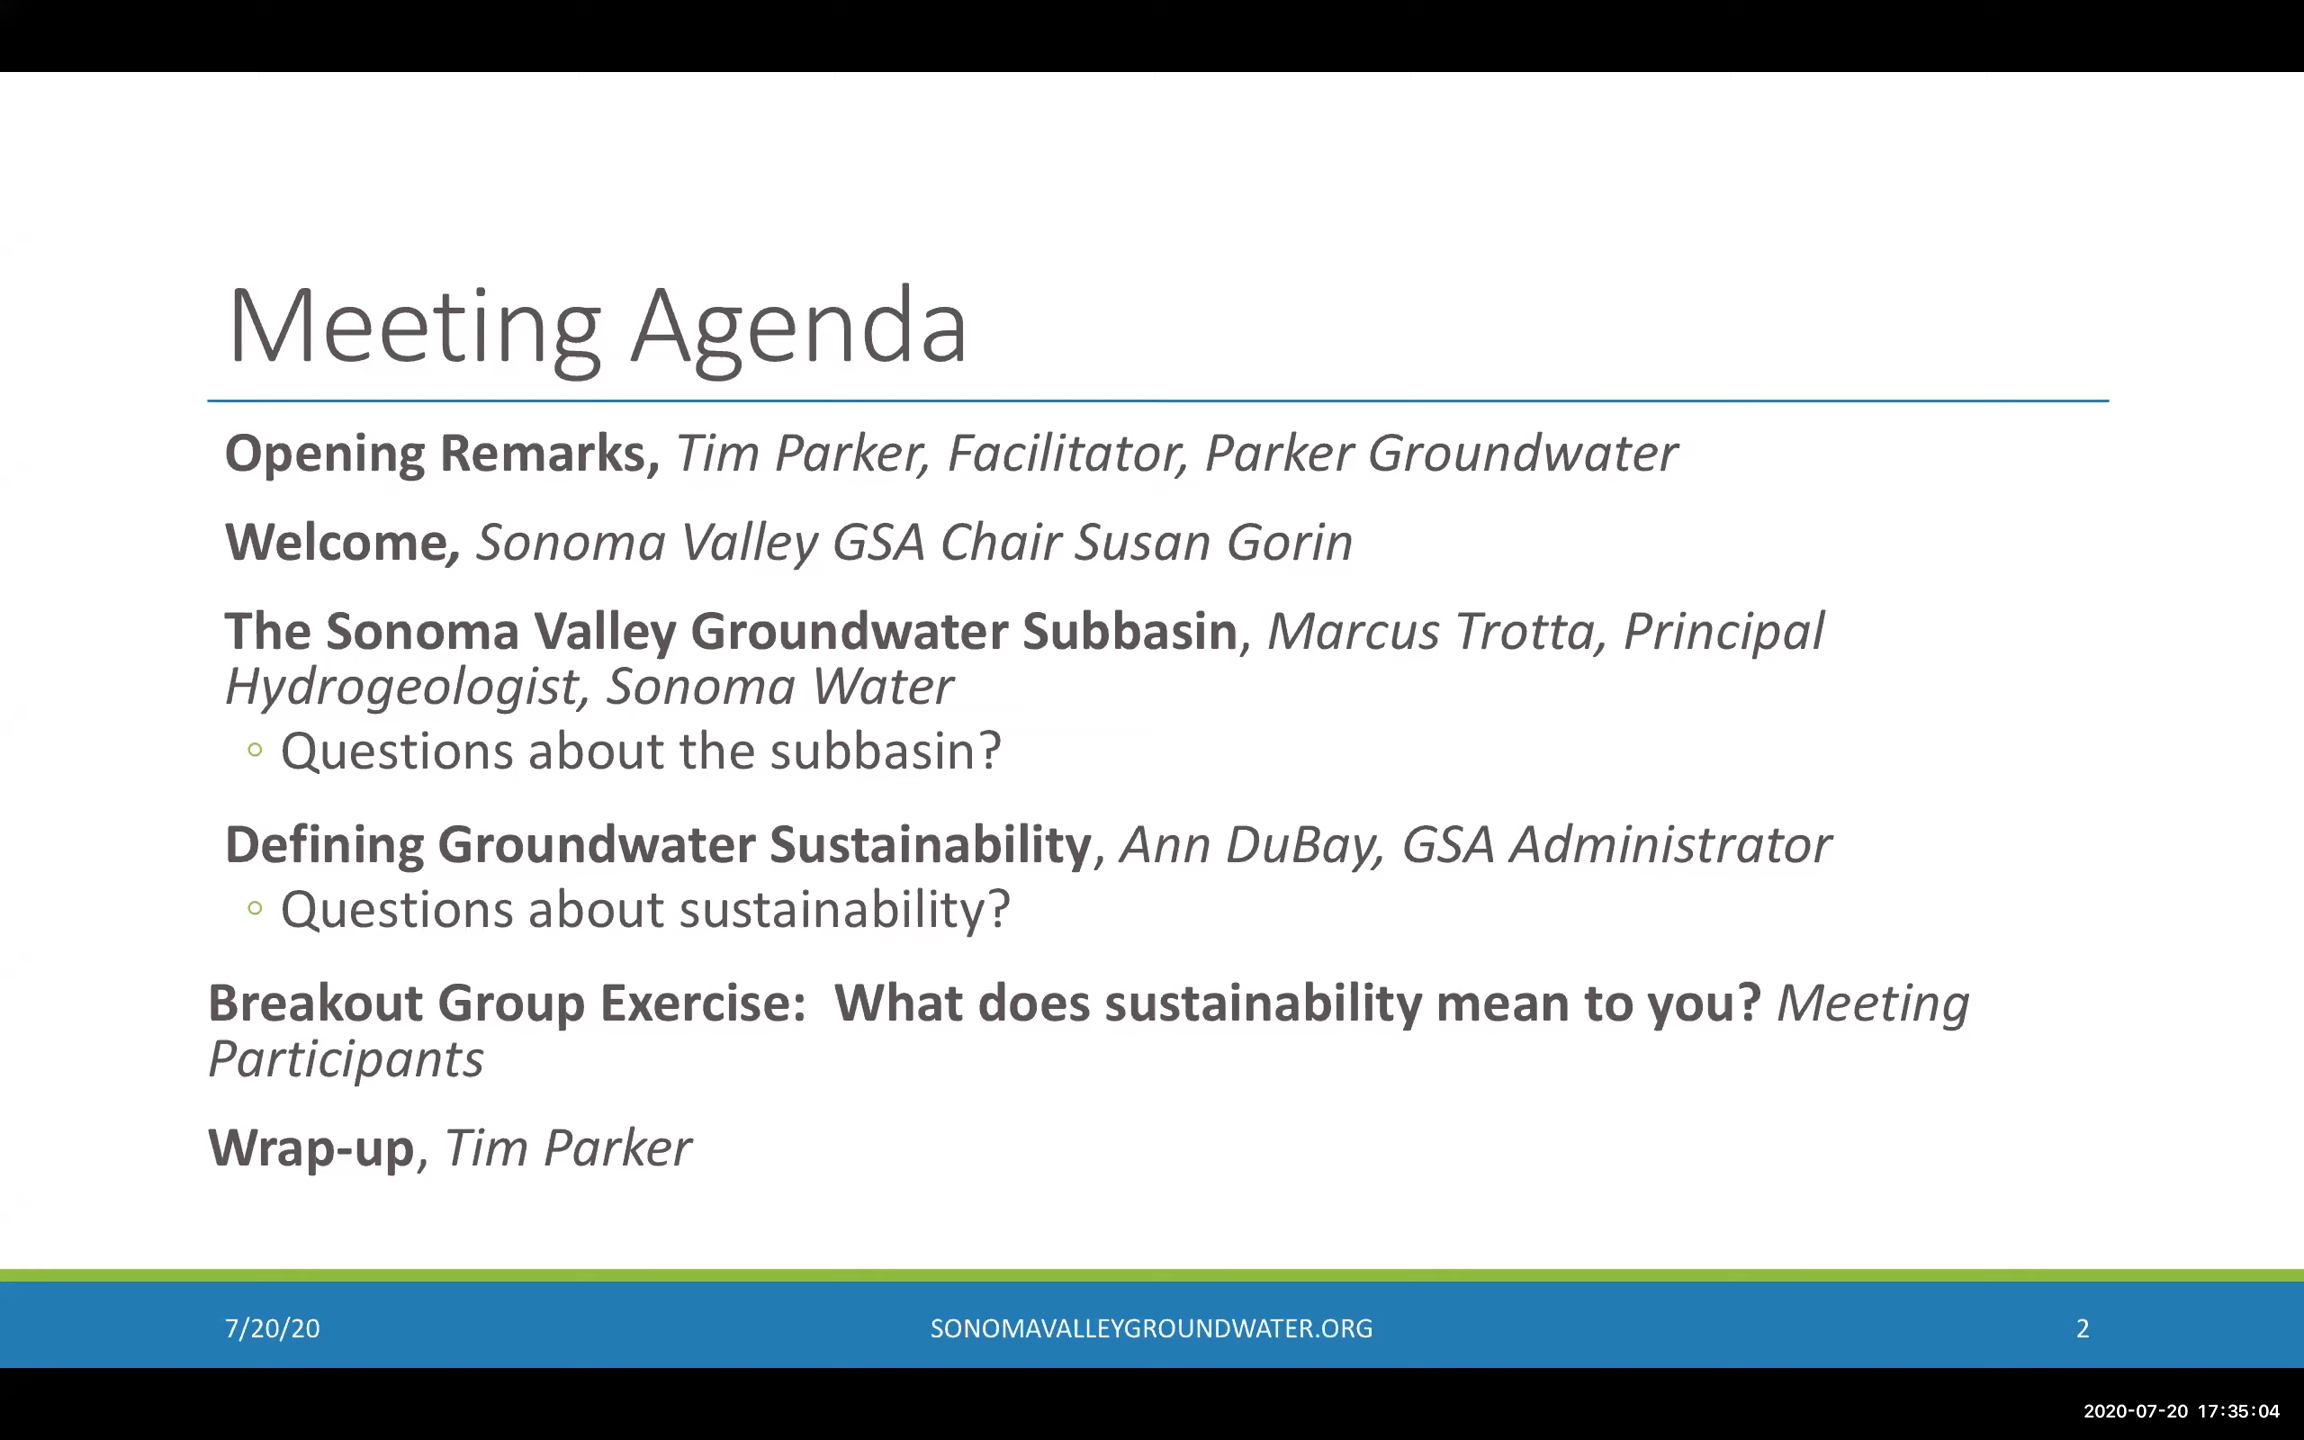 Meeting Agenda
Opening Remarks, Tim Parker, Facilitator, Parker Groundwater
Welcome, Sonoma Valley GSA Chair Susan Gorin
The Sonoma Valley Groundwater Subbasin, Marcus Trotta, Principal
Hydrogeologist, Sonoma Water
◦ Questions about the subbasin?
Defining Groundwater Sustainability, Ann DuBay, GSA Administrator
◦ Questions about sustainability?
Breakout Group Exercise:  What does sustainability mean to you? Meeting
Participants
Wrap-up, Tim Parker
7/20/20 SONOMAVALLEYGROUNDWATER.ORG 2
2020-07-20 17:35:04